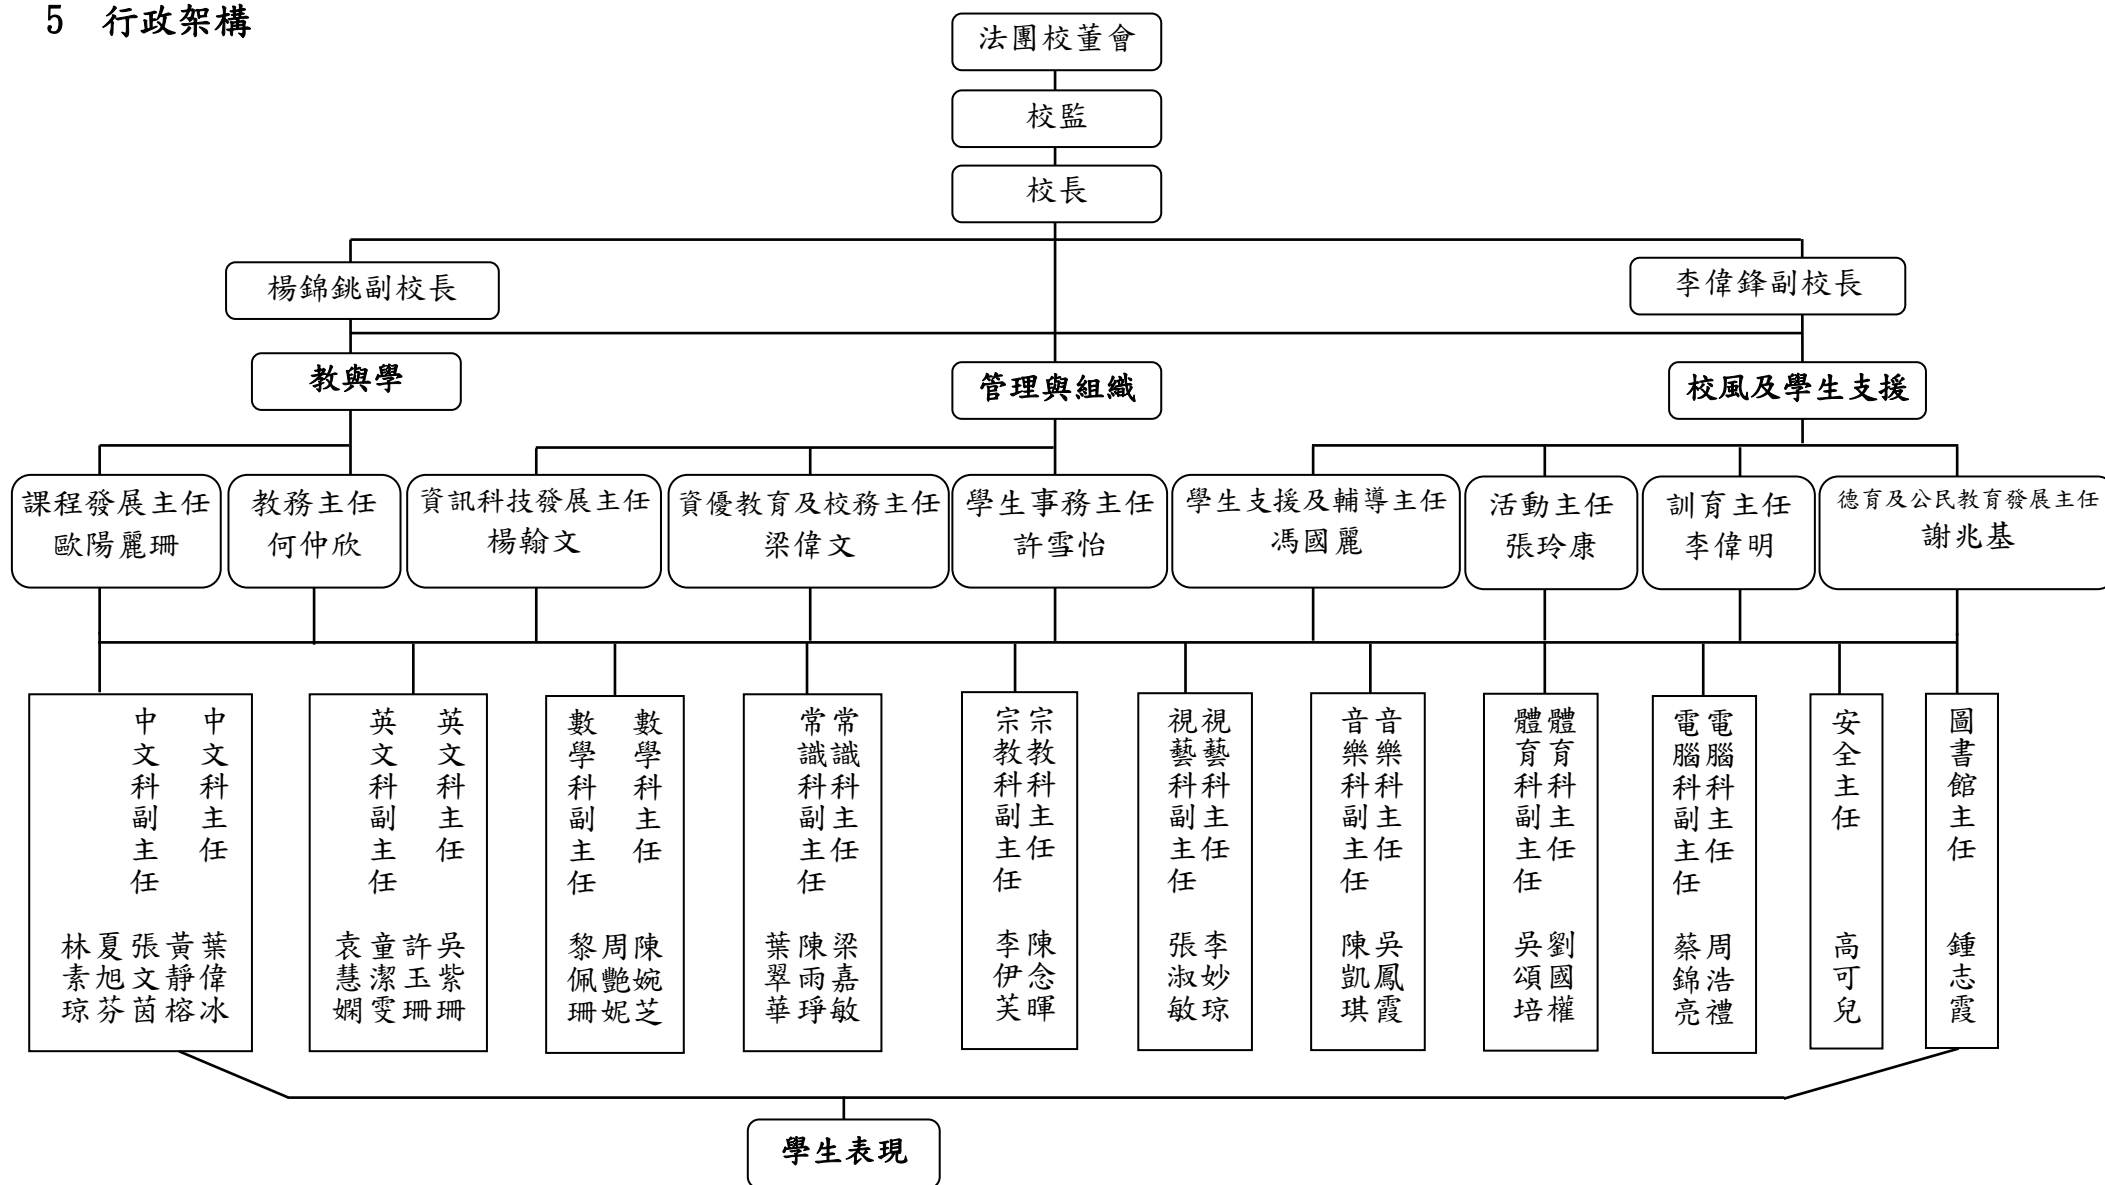 5 行政架構
法團校董會
校監
校長
楊錦銚副校長
李偉鋒副校長
教與學
管理與組織
校風及學生支援
課程發展主任
歐陽麗珊
教務主任
何仲欣
資訊科技發展主任
楊翰文
資優教育及校務主任
梁偉文
學生事務主任
許雪怡
學生支援及輔導主任
馮國麗
活動主任
張玲康
訓育主任
李偉明
德育及公民教育發展主任
謝兆基
中文科主任
葉偉冰
黃靜榕
中文科副主任
張文茵
夏旭芬
林素琼
英文科主任
吳紫珊
許玉珊
英文科副主任
童潔雯
袁慧嫻
數學科主任
陳婉芝
周艷妮
數學科副主任
黎佩珊
常識科主任
梁嘉敏
常識科副主任
陳雨琤
葉翠華
宗教科主任
陳念暉
宗教科副主任
李伊芙
視藝科主任
李妙琼
視藝科副主任
張淑敏
音樂科主任
吳鳳霞
音樂科副主任
陳凱琪
體育科主任
劉國權
體育科副主任
吳頌培
電腦科主任
周浩禮
電腦科副主任
蔡錦亮
安全主任
高可兒
圖書館主任
鍾志霞
學生表現